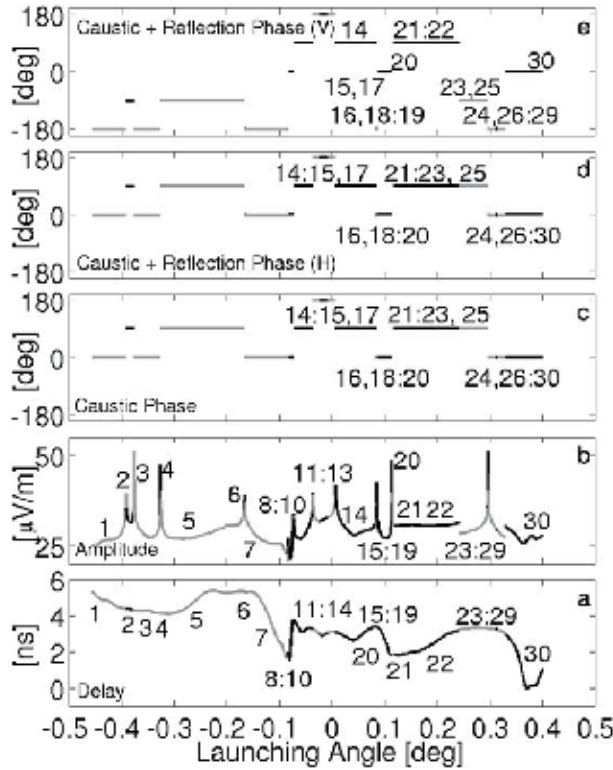 180 Caustic + Reflection Phase (V) 14 21:22 e
[deg] 0 20 30
15,17 23,25
16,18:19 24,26:29
-180
180 d
14:15,17 21:23, 25
[deg] 0
16,18:20 24,26:30
-180 Caustic + Reflection Phase (H)
180 c
14:15,17 21:23, 25
[deg] 0
16,18:20 24,26:30
-180 Caustic Phase
50 b
2 3 4 20
[µV/m] 6 11:13
1 5 8:10 14 21 22 30
25 7 15:19 23:29
Amplitude
6 a
1 2 3 4 5 6 11:14 15:19 23:29
4
[ns] 7 20 22 30
2 21
8:10
0
Delay
-0.5 -0.4 -0.3 -0.2 -0.1 0 0.1 0.2 0.3 0.4 0.5
Launching Angle [deg]